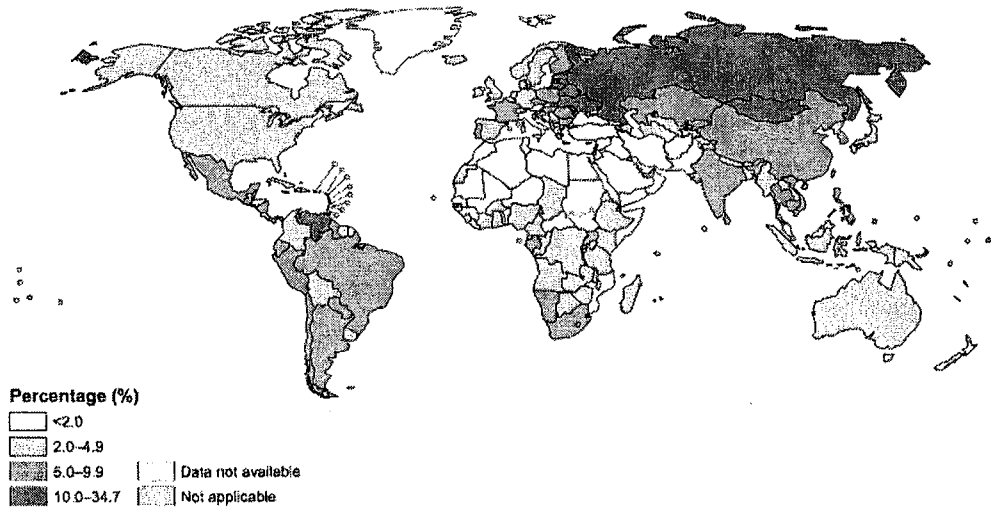 Percentage (%)
<2.0
2.0–4.9
5.0–9.9
10.0–34.7
Data not available
Not applicable